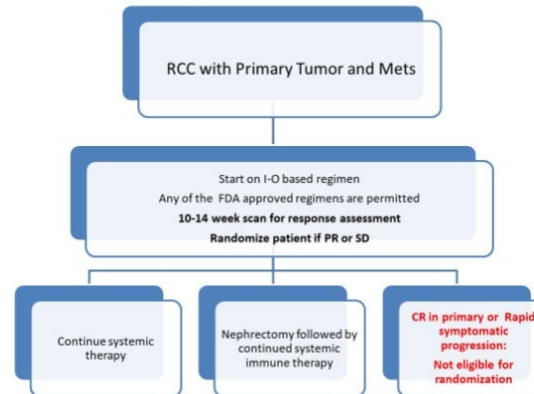 RCC with Primary Tumor and Mets
Start on I-O based regimen
Any of the FDA approved regimens are permitted
10-14 week scan for response assessment
Randomize patient if PR or SD
Continue systemic
therapy
Nephrectomy followed by
continued systemic
immune therapy
CR in primary or Rapid
symptomatic
progression:
Not eligible for
randomization